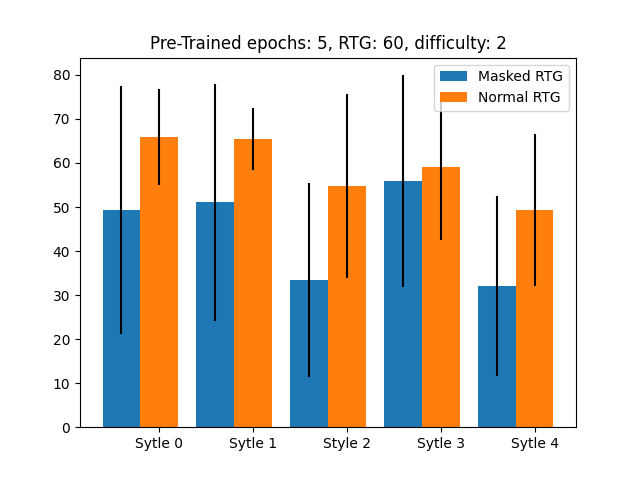 Pre-Trained epochs: 5, RTG: 60, difficulty: 2
Masked RTG
Normal RTG
80
70
60
50
40
30
20
10
0
Sytle 0 Sytle 1 Style 2 Sytle 3 Sytle 4